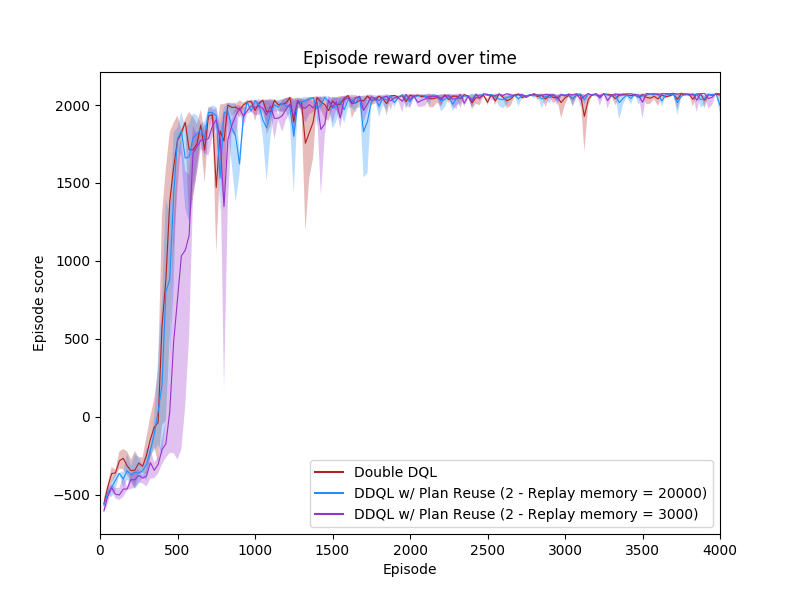 Episode reward over time
Episode score
2000
1500
1000
500
0
−500
0
500
1000
1500
2000
2500
3000
3500
4000
Episode
Double DQL
DDQL w/ Plan Reuse (2 - Replay memory = 20000)
DDQL w/ Plan Reuse (2 - Replay memory = 3000)